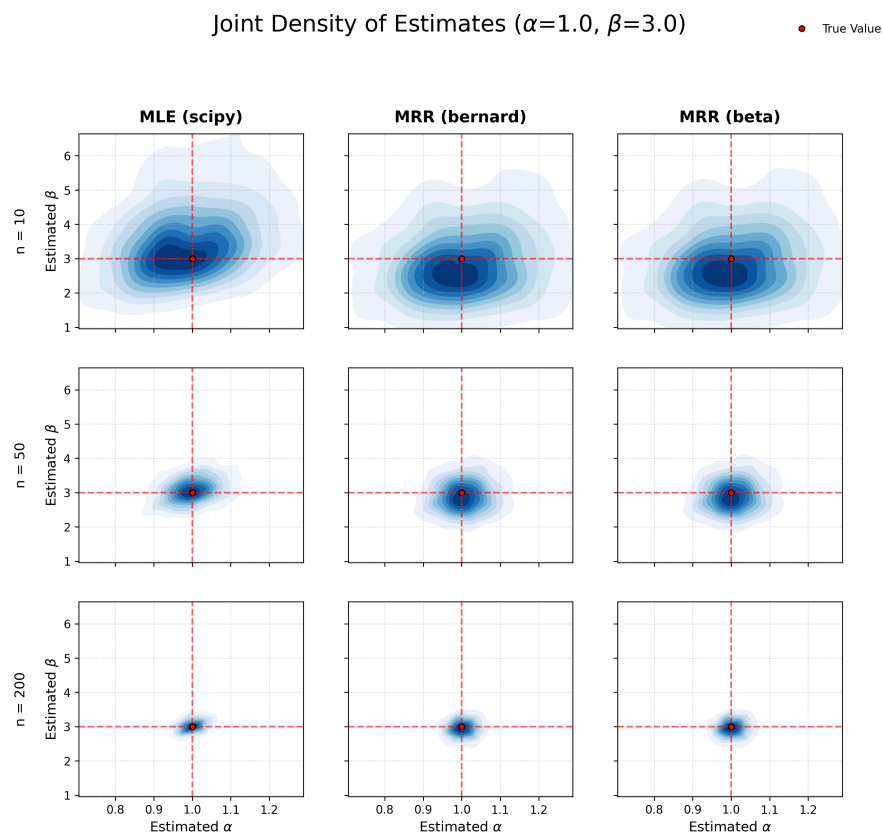 Joint Density of Estimates (α=1.0, β=3.0)
True Value
MLE (scipy)
MRR (bernard)
MRR (beta)
n = 10
Estimated β
6
5
4
3
2
1
n = 50
Estimated β
6
5
4
3
2
1
n = 200
Estimated β
6
5
4
3
2
1
0.8 0.9 1.0 1.1 1.2
0.8 0.9 1.0 1.1 1.2
0.8 0.9 1.0 1.1 1.2
Estimated α
Estimated α
Estimated α